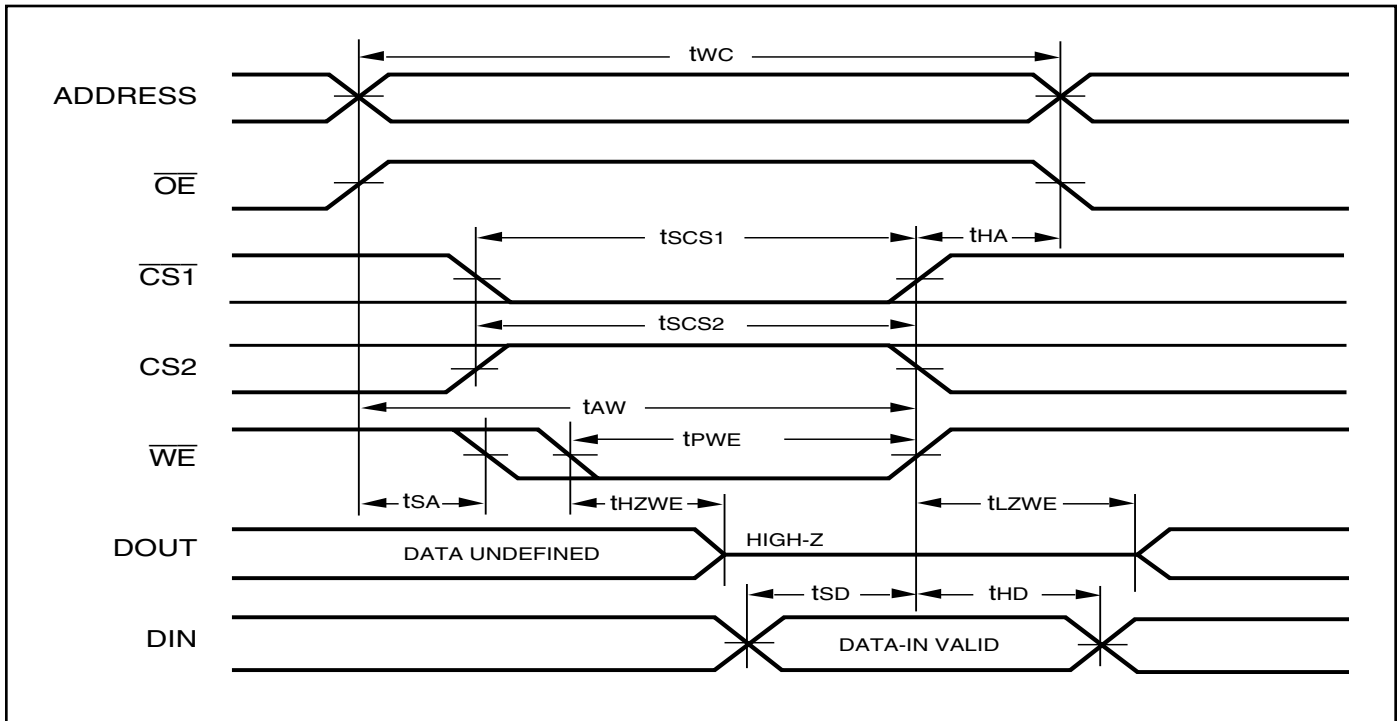 tWC
ADDRESS
OE
tSCS1
tHA
CS1
tSCS2
CS2
tAW
WE
tPWE
tSA
tHZWE
tLZWE
DOUT
DATA UNDEFINED
HIGH-Z
tSD
tHD
DIN
DATA-IN VALID